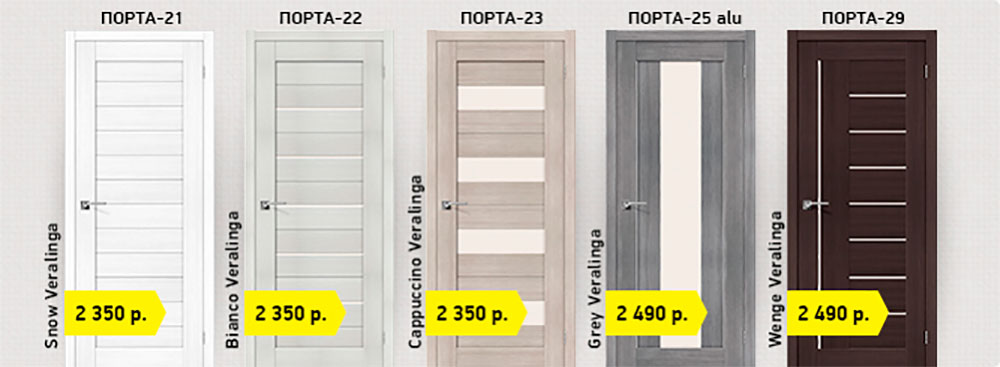 ПОРТА-21
ПОРТА-22
ПОРТА-23
ПОРТА-25 alu
ПОРТА-29
Snow Veralinga
2 350 р.
Bianco Veralinga
2 350 р.
Cappuccino Veralinga
2 350 р.
Grey Veralinga
2 490 р.
Wenge Veralinga
2 490 р.